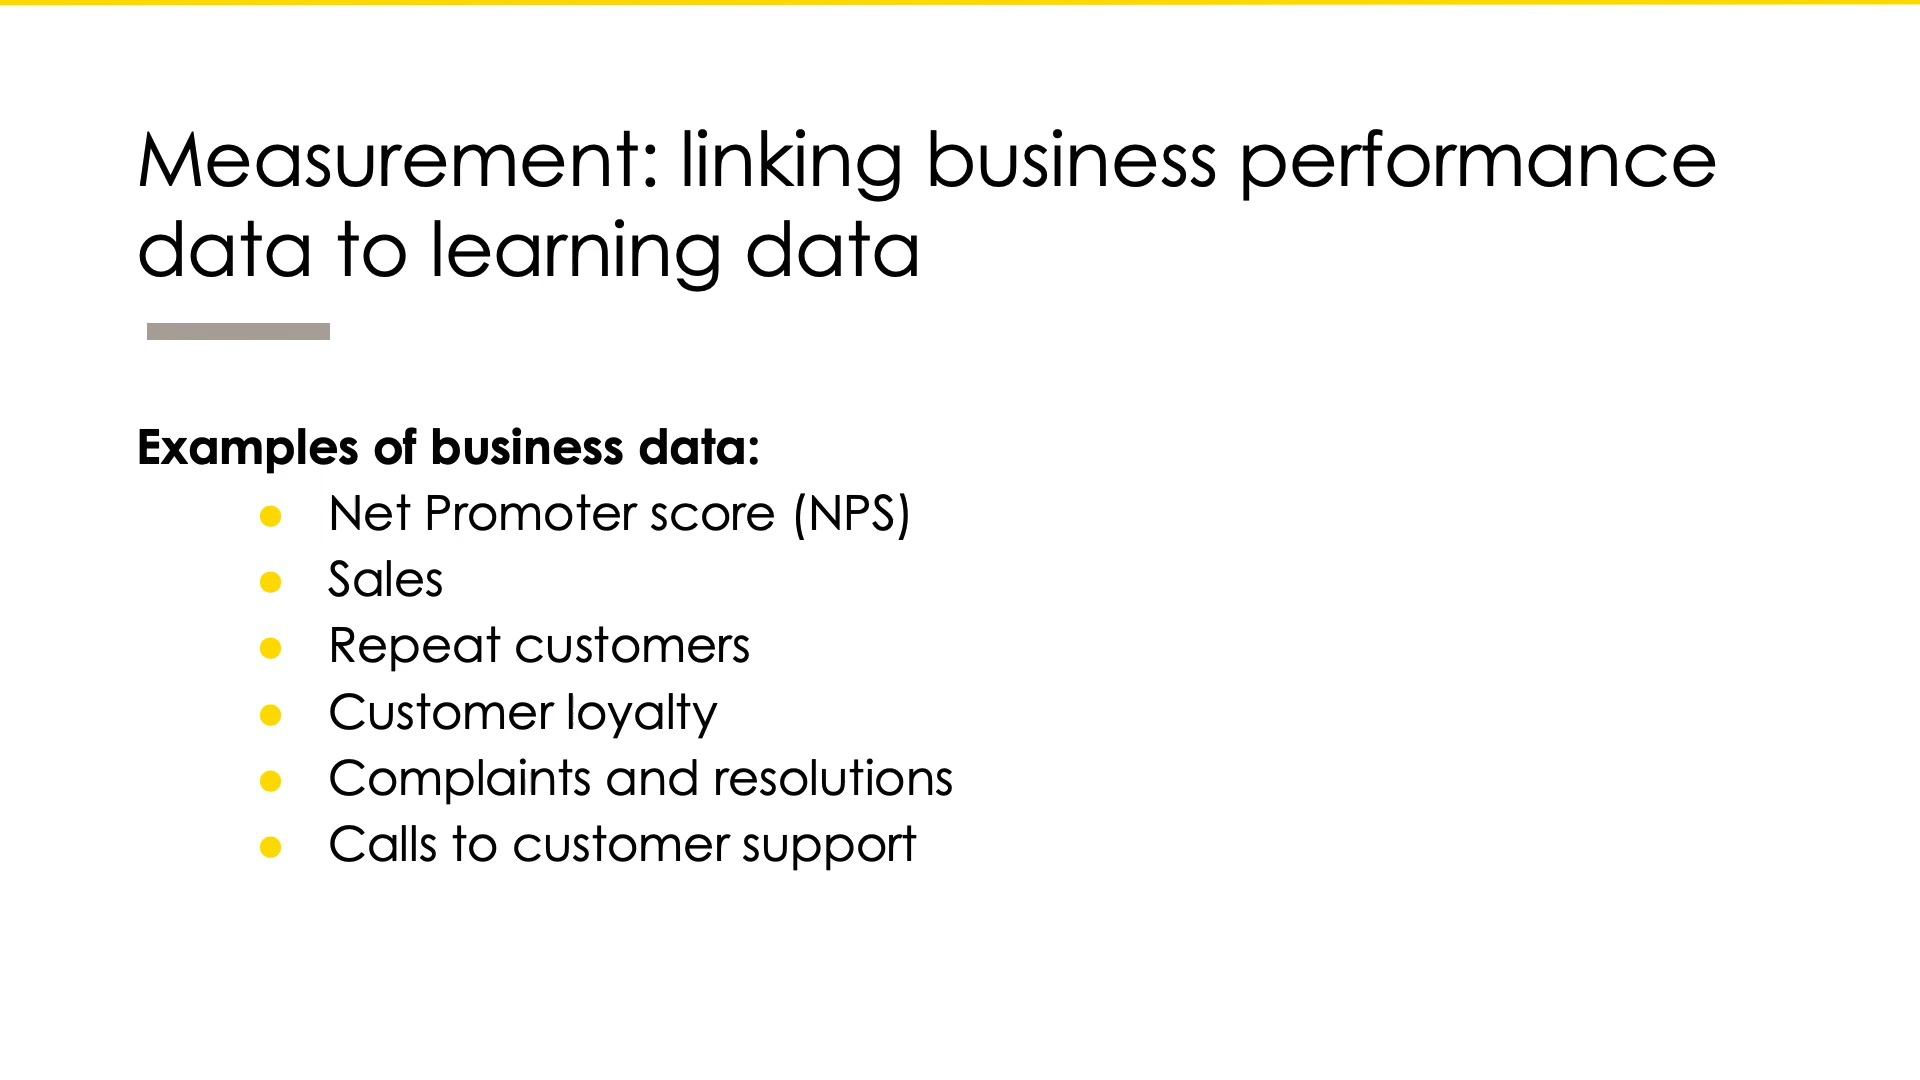 Measurement: linking business performance
data to learning data
Examples of business data:
● Net Promoter score (NPS)
● Sales
● Repeat customers
● Customer loyalty
● Complaints and resolutions
● Calls to customer support